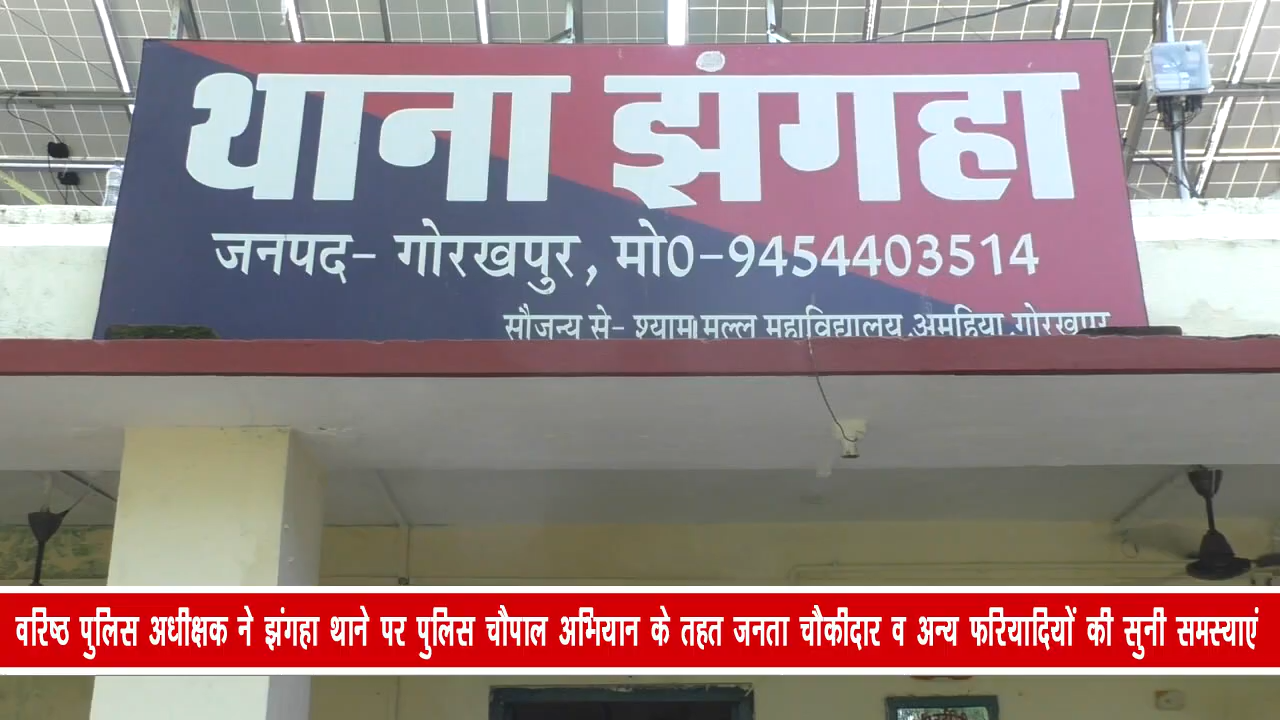 थाना झंगहा
जनपद- गोरखपुर, मो0-9454403514
सौजन्य से- श्यामा मल्ल महाविद्यालय,अमहिया,गोरखपुर
वरिष्ठ पुलिस अधीक्षक ने झंगहा थाने पर पुलिस चौपाल अभियान के तहत जनता चौकीदार व अन्य फरियादियों की सुनी समस्याएं